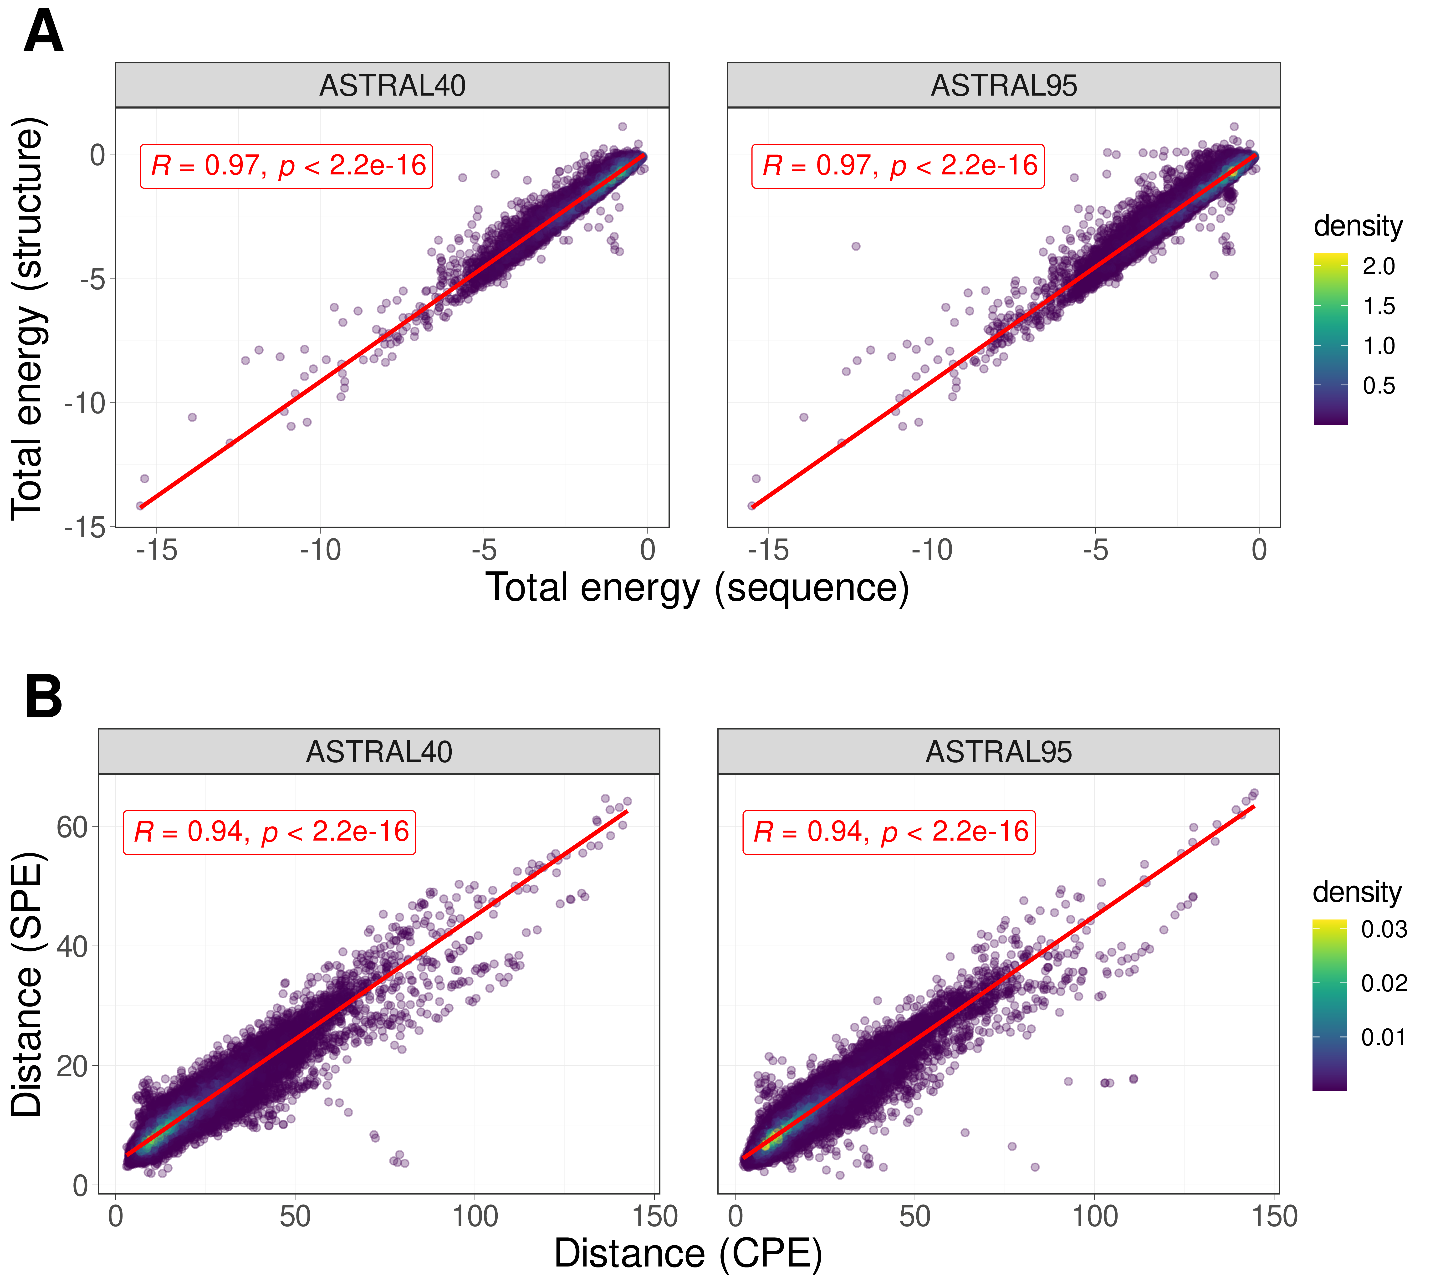 A
ASTRAL40
ASTRAL95
R = 0.97, p < 2.2e-16
R = 0.97, p < 2.2e-16
Total energy (structure)
0
-5
-10
-15
-15 -10 -5 0
-15 -10 -5 0
Total energy (sequence)
density
2.0
1.5
1.0
0.5
B
ASTRAL40
ASTRAL95
R = 0.94, p < 2.2e-16
R = 0.94, p < 2.2e-16
Distance (SPE)
60
40
20
0
0 50 100 150
0 50 100 150
Distance (CPE)
density
0.03
0.02
0.01